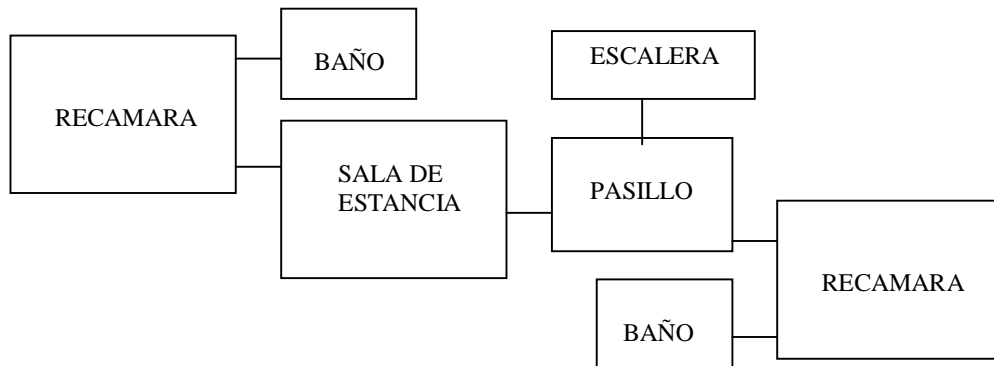 BAÑO
ESCALERA
RECAMARA
SALA DE
ESTANCIA
PASILLO
RECAMARA
BAÑO